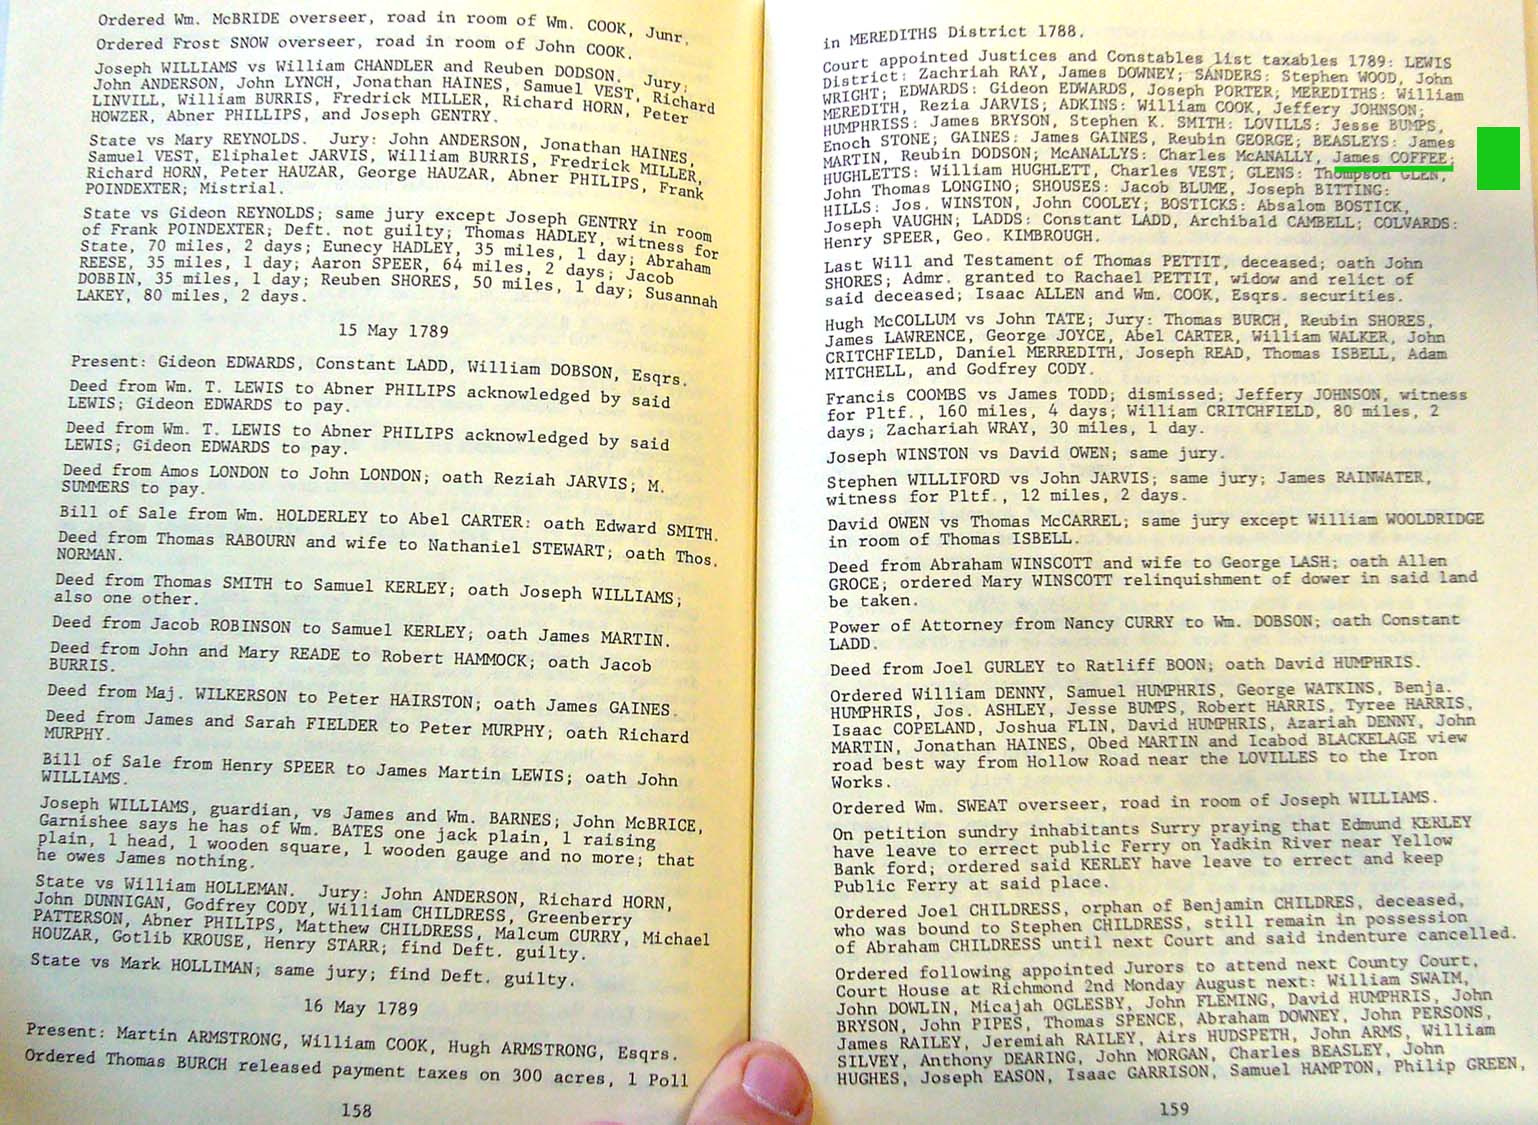 Ordered Wm. McBRIDE overseer, road in room of Wm. COOK, Junr.
Ordered Frost SNOW overseer, road in room of John COOK.
Joseph WILLIAMS vs William CHANDLER and Reuben DODSON. Jury:
John ANDERSON, John LYNCH, Jonathan HAINES, Samuel VEST, Richard
LINVILL, William BURRIS, Fredrick MILLER, Richard HORN, Peter
HOWZER, Abner PHILLIPS, and Joseph GENTRY.
State vs Mary REYNOLDS. Jury: John ANDERSON, Jonathan HAINES,
Samuel VEST, Eliphalet JARVIS, William BURRIS, Fredrick MILLER,
Richard HORN, Peter HAUZAR, George HAUZAR, Abner PHILIPS, Frank
POINDEXTER; Mistrial.
State vs Gideon REYNOLDS; same jury except Joseph GENTRY in room
of Frank POINDEXTER; Deft. not guilty; Thomas HADLEY, witness for
State, 70 miles, 2 days; Eunecy HADLEY, 35 miles, 1 day; Abraham
REESE, 35 miles, 1 day; Aaron SPEER, 64 miles, 2 days; Jacob
DOBBIN, 35 miles, 1 day; Reuben SHORES, 50 miles, 1 day; Susannah
LAKEY, 80 miles, 2 days.
15 May 1789
Present: Gideon EDWARDS, Constant LADD, William DOBSON, Esqrs.
Deed from Wm. T. LEWIS to Abner PHILIPS acknowledged by said
LEWIS; Gideon EDWARDS to pay.
Deed from Wm. T. LEWIS to Abner PHILIPS acknowledged by said
LEWIS; Gideon EDWARDS to pay.
Deed from Amos LONDON to John LONDON; oath Reziah JARVIS; M.
SUMMERS to pay.
Bill of Sale from Wm. HOLDERLEY to Abel CARTER: oath Edward SMITH.
Deed from Thomas RABOURN and wife to Nathaniel STEWART; oath Thos.
NORMAN.
Deed from Thomas SMITH to Samuel KERLEY; oath Joseph WILLIAMS;
also one other.
Deed from Jacob ROBINSON to Samuel KERLEY; oath James MARTIN.
Deed from John and Mary READE to Robert HAMMOCK; oath Jacob
BURRIS.
Deed from Maj. WILKERSON to Peter HAIRSTON; oath James GAINES.
Deed from James and Sarah FIELDER to Peter MURPHY; oath Richard
MURPHY.
Bill of Sale from Henry SPEER to James Martin LEWIS; oath John
WILLIAMS.
Joseph WILLIAMS, guardian, vs James and Wm. BARNES; John McBRICE,
Garnishee says he has of Wm. BATES one jack plain, 1 raising
plain, 1 head, 1 wooden square, 1 wooden gauge and no more; that
he owes James nothing.
State vs William HOLLEMAN. Jury: John ANDERSON, Richard HORN,
John DUNNIGAN, Godfrey CODY, William CHILDRESS, Greenberry
PATTERSON, Abner PHILIPS, Matthew CHILDRESS, Malcum CURRY, Michael
HOUZAR, Gotlib KROUSE, Henry STARR; find Deft. guilty.
State vs Mark HOLLIMAN; same jury; find Deft. guilty.
16 May 1789
Present: Martin ARMSTRONG, William COOK, Hugh ARMSTRONG, Esqrs.
Ordered Thomas BURCH released payment taxes on 300 acres, 1 Poll
158
in MEREDITHS District 1788.
Court appointed Justices and Constables list taxables 1789: LEWIS
District: Zachriah RAY, James DOWNEY; SANDERS: Stephen WOOD, John
WRIGHT; EDWARDS: Gideon EDWARDS, Joseph PORTER; MEREDITHS: William
MEREDITH, Rezia JARVIS; ADKINS: William COOK, Jeffery JOHNSON;
HUMPHRISS: James BRYSON, Stephen K. SMITH: LOVILLS: Jesse BUMPS,
Enoch STONE; GAINES: James GAINES, Reubin GEORGE; BEASLEYS: James
MARTIN, Reubin DODSON; McANALLYS: Charles McANALLY, James COFFEE;
HUGHLETTS: William HUGHLETT, Charles VEST; GLENS: Thompson GLEN,
John Thomas LONGINO; SHOUSES: Jacob BLUME, Joseph BITTING:
HILLS: Jos. WINSTON, John COOLEY; BOSTICKS: Absalom BOSTICK,
Joseph VAUGHN; LADDS: Constant LADD, Archibald CAMBELL; COLVARDS:
Henry SPEER, Geo. KIMBROUGH.
Last Will and Testament of Thomas PETTIT, deceased; oath John
SHORES; Admr. granted to Rachael PETTIT, widow and relict of
said deceased; Isaac ALLEN and Wm. COOK, Esqrs. securities.
Hugh McCOLLUM vs John TATE; Jury: Thomas BURCH, Reubin SHORES,
James LAWRENCE, George JOYCE, Abel CARTER, William WALKER, John
CRITCHFIELD, Daniel MERREDITH, Joseph READ, Thomas ISBELL, Adam
MITCHELL, and Godfrey CODY.
Francis COOMBS vs James TODD; dismissed; Jeffery JOHNSON, witness
for Pltf., 160 miles, 4 days; William CRITCHFIELD, 80 miles, 2
days; Zachariah WRAY, 30 miles, 1 day.
Joseph WINSTON vs David OWEN; same jury.
Stephen WILLIFORD vs John JARVIS; same jury; James RAINWATER,
witness for Pltf., 12 miles, 2 days.
David OWEN vs Thomas McCARREL; same jury except William WOOLDRIDGE
in room of Thomas ISBELL.
Deed from Abraham WINSCOTT and wife to George LASH; oath Allen
GROCE; ordered Mary WINSCOTT relinquishment of dower in said land
be taken.
Power of Attorney from Nancy CURRY to Wm. DOBSON; oath Constant
LADD.
Deed from Joel GURLEY to Ratliff BOON; oath David HUMPHRIS.
Ordered William DENNY, Samuel HUMPHRIS, George WATKINS, Benja.
HUMPHRIS, Jos. ASHLEY, Jesse BUMPS, Robert HARRIS, Tyree HARRIS,
Isaac COPELAND, Joshua FLIN, David HUMPHRIS, Azariah DENNY, John
MARTIN, Jonathan HAINES, Obed MARTIN and Icabod BLACKELAGE view
road best way from Hollow Road near the LOVILLES to the Iron
Works.
Ordered Wm. SWEAT overseer, road in room of Joseph WILLIAMS.
On petition sundry inhabitants Surry praying that Edmund KERLEY
have leave to errect public Ferry on Yadkin River near Yellow
Bank ford; ordered said KERLEY have leave to errect and keep
Public Ferry at said place.
Ordered Joel CHILDRESS, orphan of Benjamin CHILDRES, deceased,
who was bound to Stephen CHILDRESS, still remain in possession
of Abraham CHILDRESS until next Court and said indenture cancelled.
Ordered following appointed Jurors to attend next County Court,
Court House at Richmond 2nd Monday August next: William SWAIM,
John DOWLIN, Micajah OGLESBY, John FLEMING, David HUMPHRIS, John
BRYSON, John PIPES, Thomas SPENCE, Abraham DOWNEY, John PERSONS,
James RAILEY, Jeremiah RAILEY, Airs HUDSPETH, John ARMS, William
SILVEY, Anthony DEARING, John MORGAN, Charles BEASLEY, John
HUGHES, Joseph EASON, Isaac GARRISON, Samuel HAMPTON, Philip GREEN,
159